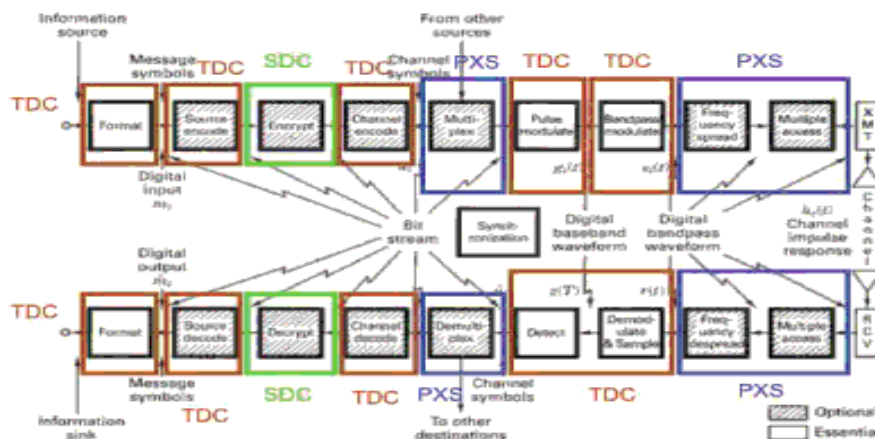 Information
source
From other
sources
Message
symbols
TDC
SDC
TDC
Channel
symbols
PXS
TDC
TDC
PXS
TDC
Format
Source
encode
Encrypt
Channel
encode
Multi-
plex
Pulse
modulate
Bandpass
modulate
Freq-
uency
spread
Multiple
access
X
M
T
Digital
input
Bit
stream
Synch-
ronization
Digital
baseband
waveform
Digital
bandpass
waveform
Channel
impulse
response
C
h
a
n
n
e
l
Digital
output
TDC
Format
Source
decode
Decrypt
Channel
decode
Demulti-
plex
Detect
Demod-
ulate
& Sample
Freq-
uency
despread
Multiple
access
R
C
V
Message
symbols
TDC
SDC
TDC
PXS
Channel
symbols
TDC
PXS
Information
sink
To other
destinations
Optional
Essential